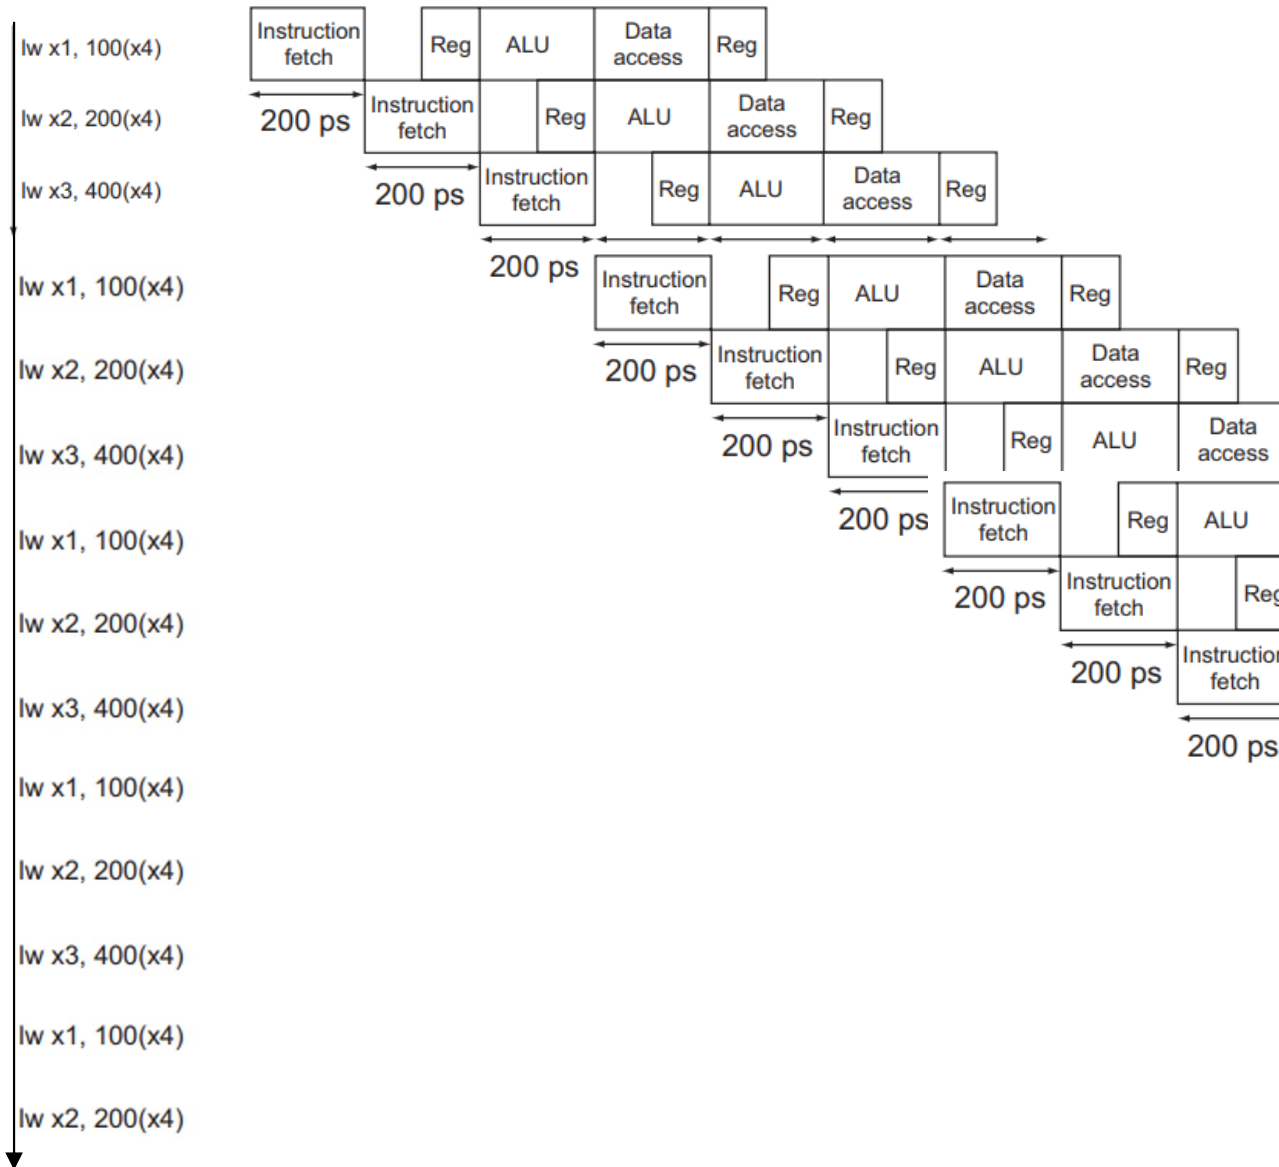 lw x1, 100(x4)
Instruction fetch Reg ALU Data access Reg
200 ps
lw x2, 200(x4)
Instruction fetch Reg ALU Data access Reg
200 ps
lw x3, 400(x4)
Instruction fetch Reg ALU Data access Reg
200 ps
lw x1, 100(x4)
Instruction fetch Reg ALU Data access Reg
200 ps
lw x2, 200(x4)
Instruction fetch Reg ALU Data access Reg
200 ps
lw x3, 400(x4)
Instruction fetch Reg ALU Data access
200 ps
lw x1, 100(x4)
Instruction fetch Reg ALU
200 ps
lw x2, 200(x4)
Instruction fetch Reg
200 ps
lw x3, 400(x4)
Instruction fetch
200 ps
lw x1, 100(x4)
lw x2, 200(x4)
lw x3, 400(x4)
lw x1, 100(x4)
lw x2, 200(x4)